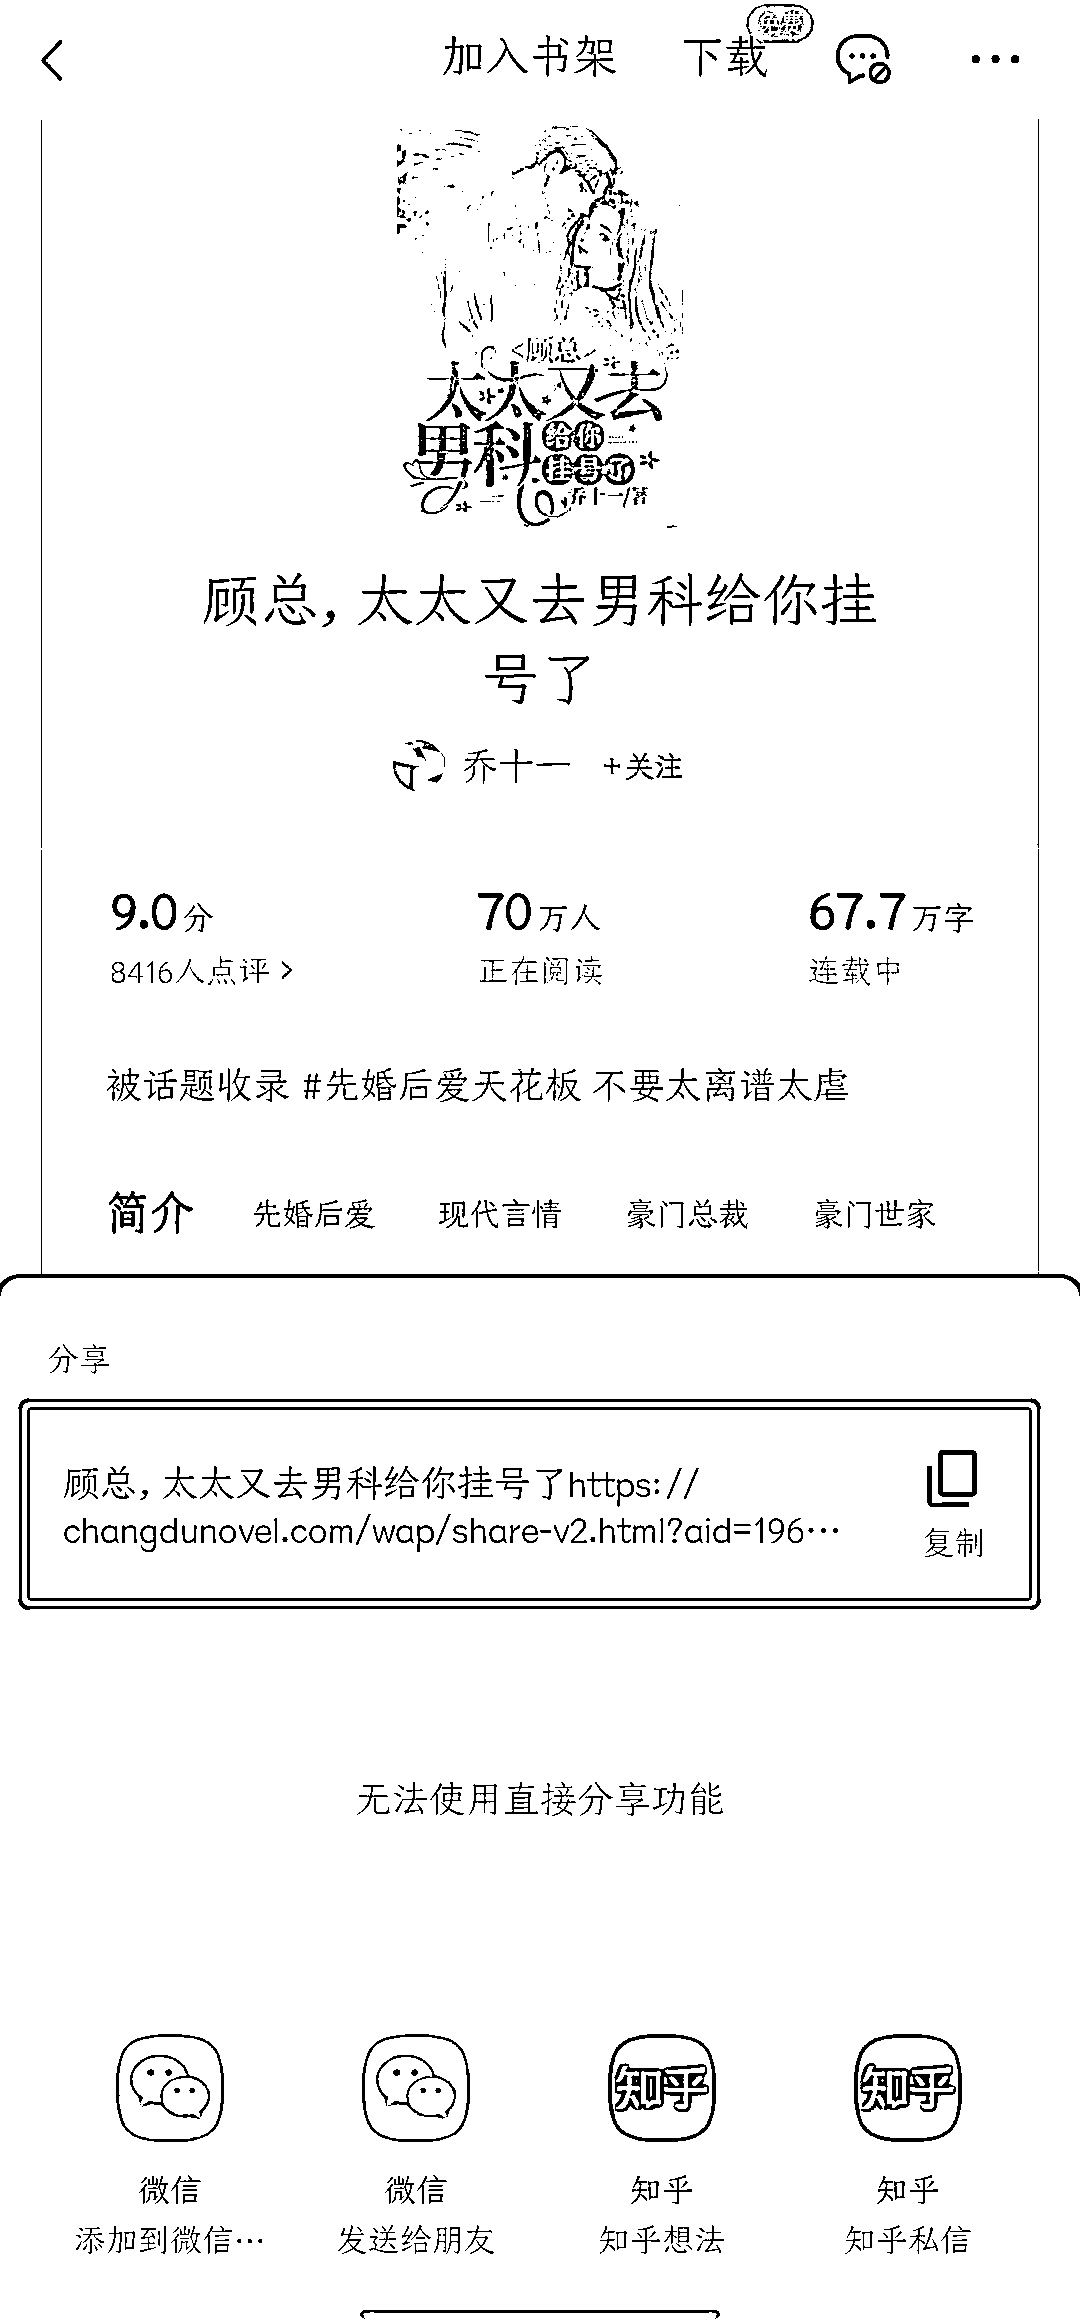 免费
加入书架 下载
<顾总>
太太又去
男科给你
挂号了
乔十一/著
顾总，太太又去男科给你挂
号了
乔十一 +关注
9.0分 70万人 67.7万字
8416人点评 > 正在阅读 连载中
被话题收录 #先婚后爱天花板 不要太离谱太虐
简介 先婚后爱 现代言情 豪门总裁 豪门世家
分享
顾总，太太又去男科给你挂号了https://
changdunovel.com/wap/share-v2.html?aid=196…
复制
无法使用直接分享功能
知乎 知乎
微信 微信 知乎 知乎
添加到微信… 发送给朋友 知乎想法 知乎私信